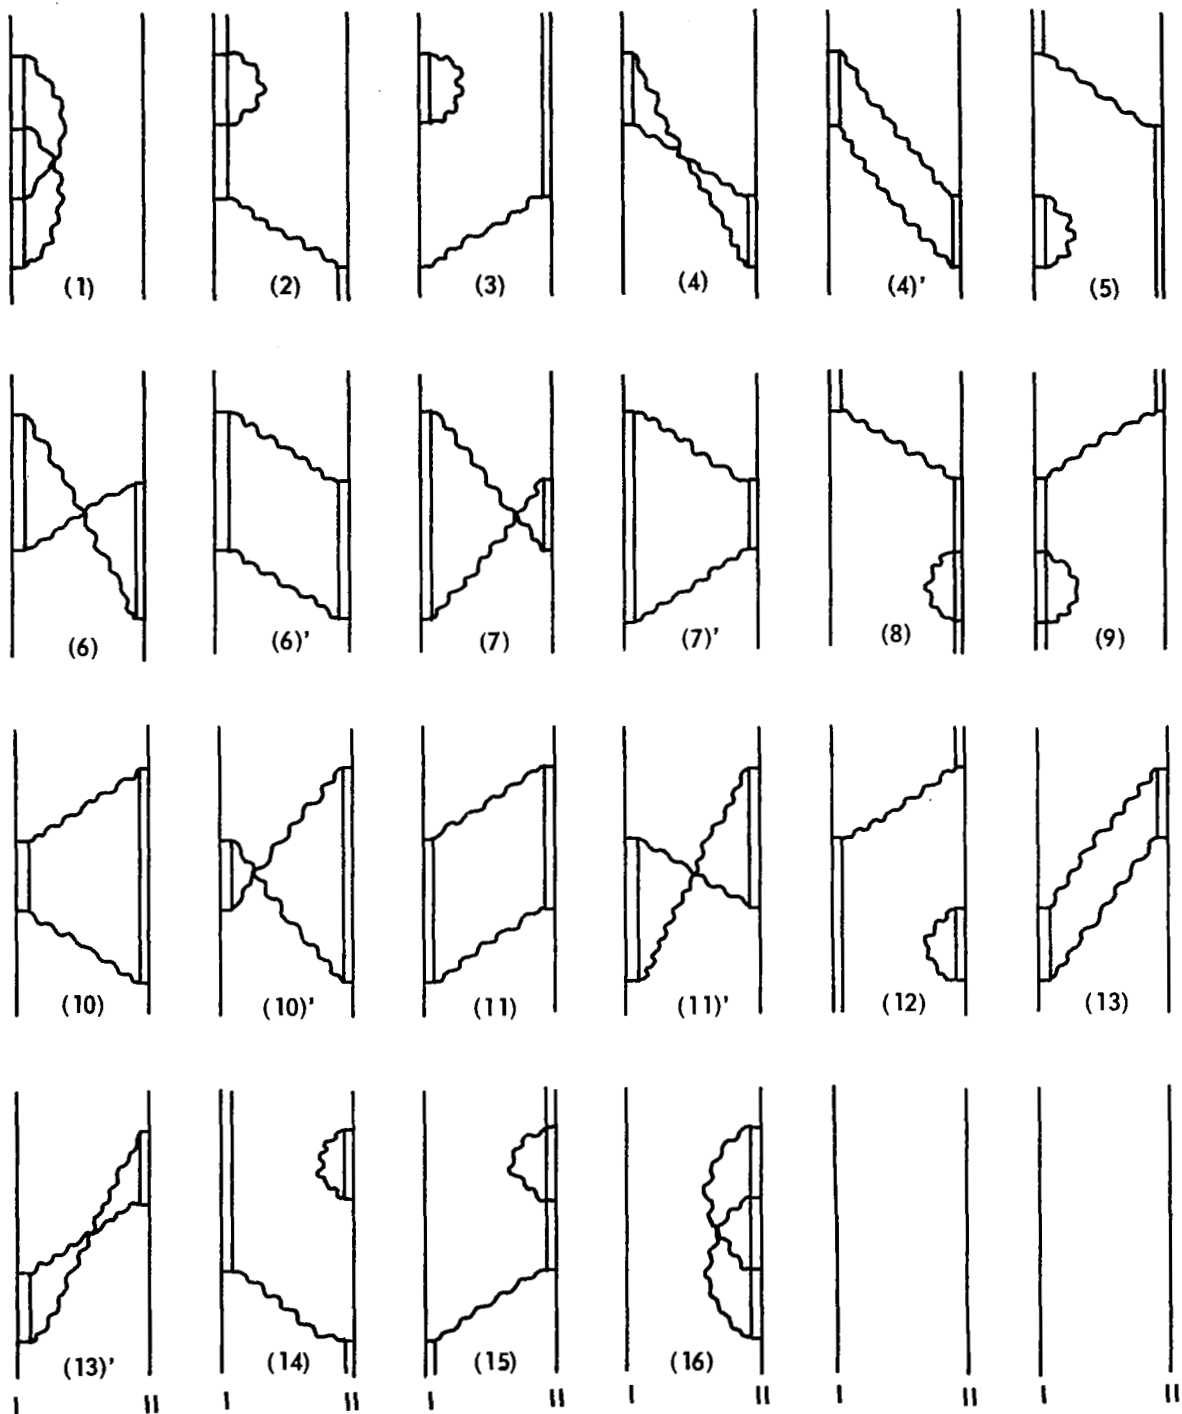 (1) (2) (3) (4) (4)' (5)
(6) (6)' (7) (7)' (8) (9)
(10) (10)' (11) (11)' (12) (13)
(13)' (14) (15) (16)
I II I II I II I II I II